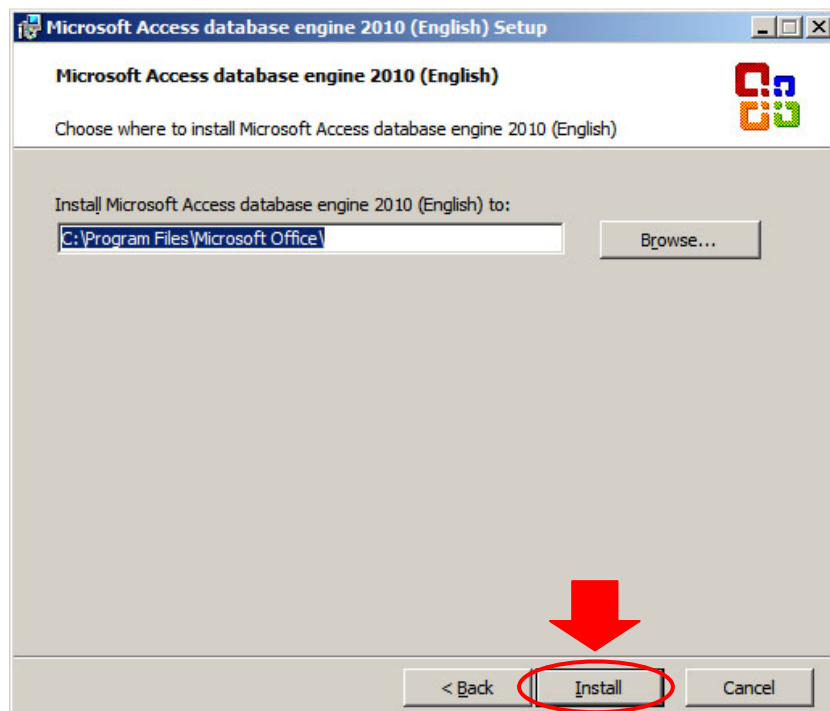 Microsoft Access database engine 2010 (English) Setup
Microsoft Access database engine 2010 (English)
Choose where to install Microsoft Access database engine 2010 (English)
Install Microsoft Access database engine 2010 (English) to:
C:\Program Files\Microsoft Office\
Browse...
< Back
Install
Cancel